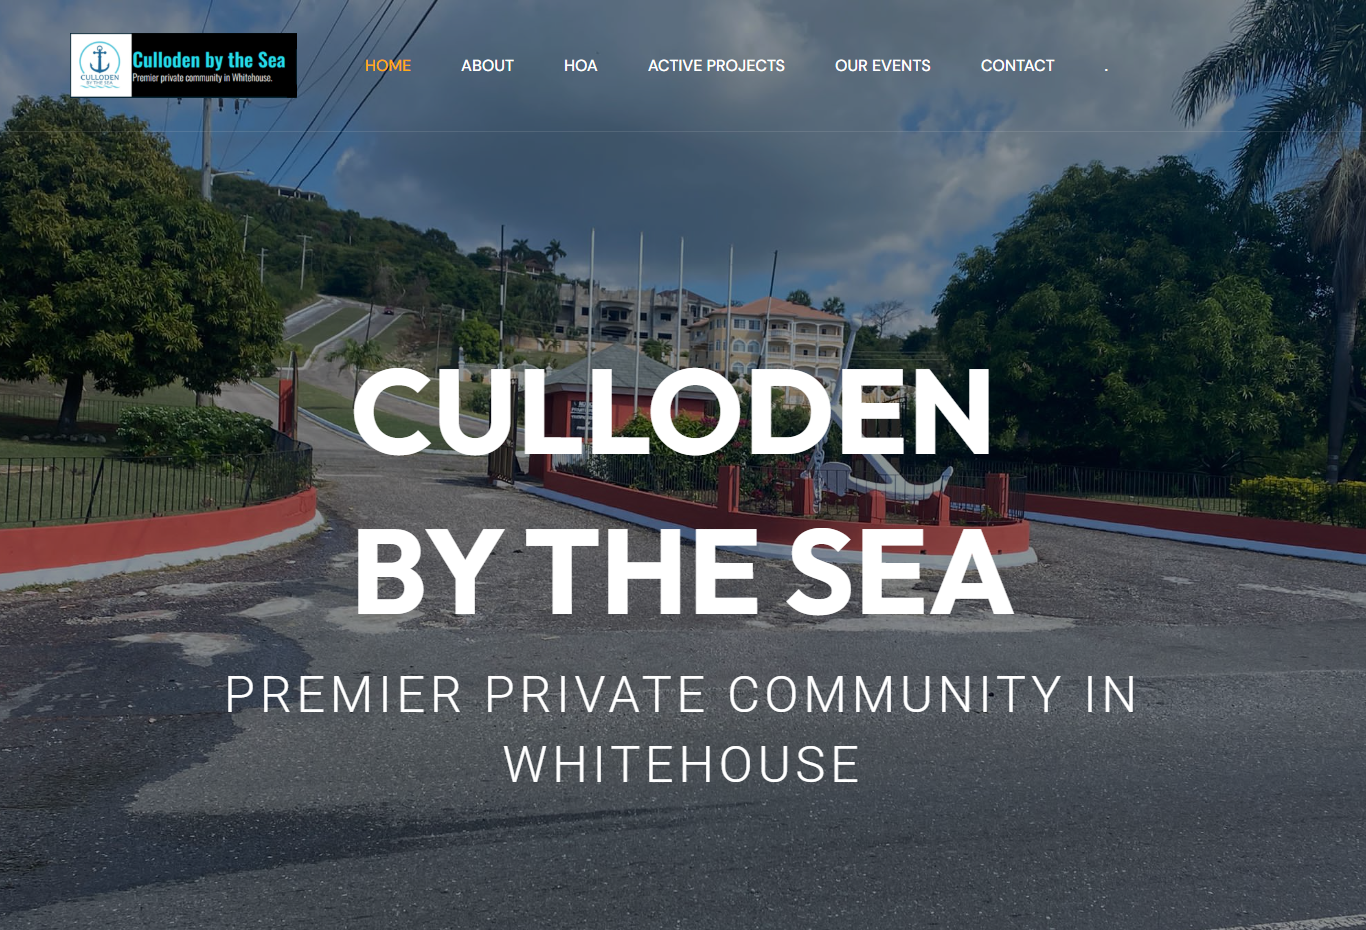 CULLODEN
BY THE SEA
Culloden by the Sea
Premier private community in Whitehouse.
HOME ABOUT HOA ACTIVE PROJECTS OUR EVENTS CONTACT .
CULLODEN
BY THE SEA
PREMIER PRIVATE COMMUNITY IN
WHITEHOUSE